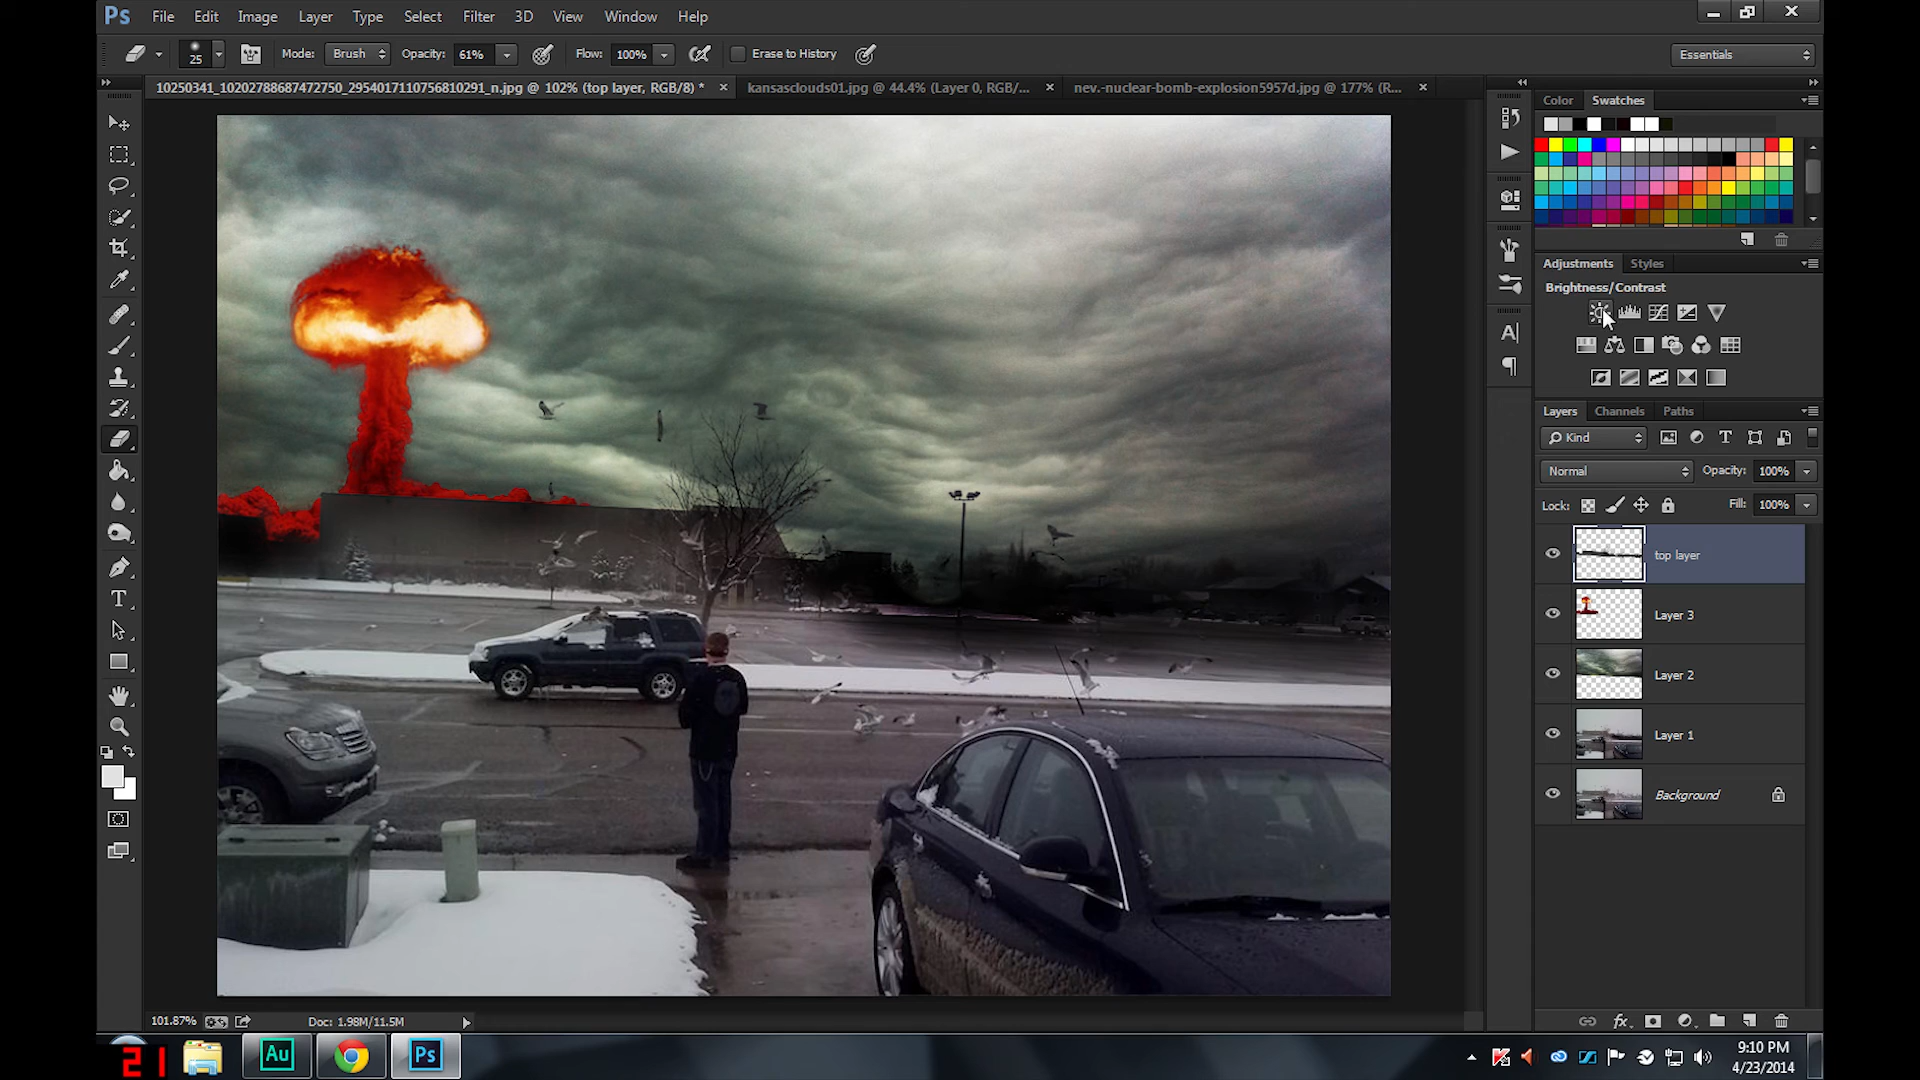 Ps File Edit Image Layer Type Select Filter 3D View Window Help
25 Mode: Brush Opacity: 61% Flow: 100% Erase to History Essentials
10250341_10202788687472750_2954017110756810291_n.jpg @ 102% (top layer, RGB/8) * kansasclouds01.jpg @ 44.4% (Layer 0, RGB/... nev.-nuclear-bomb-explosion5957d.jpg @ 177% (R...
Color Swatches
Adjustments Styles
Brightness/Contrast
Layers Channels Paths
Kind
Normal Opacity: 100%
Lock: Fill: 100%
top layer
Layer 3
Layer 2
Layer 1
Background
101.87% Doc: 1.98M/11.5M
21 Au Ps 9:10 PM
4/23/2014